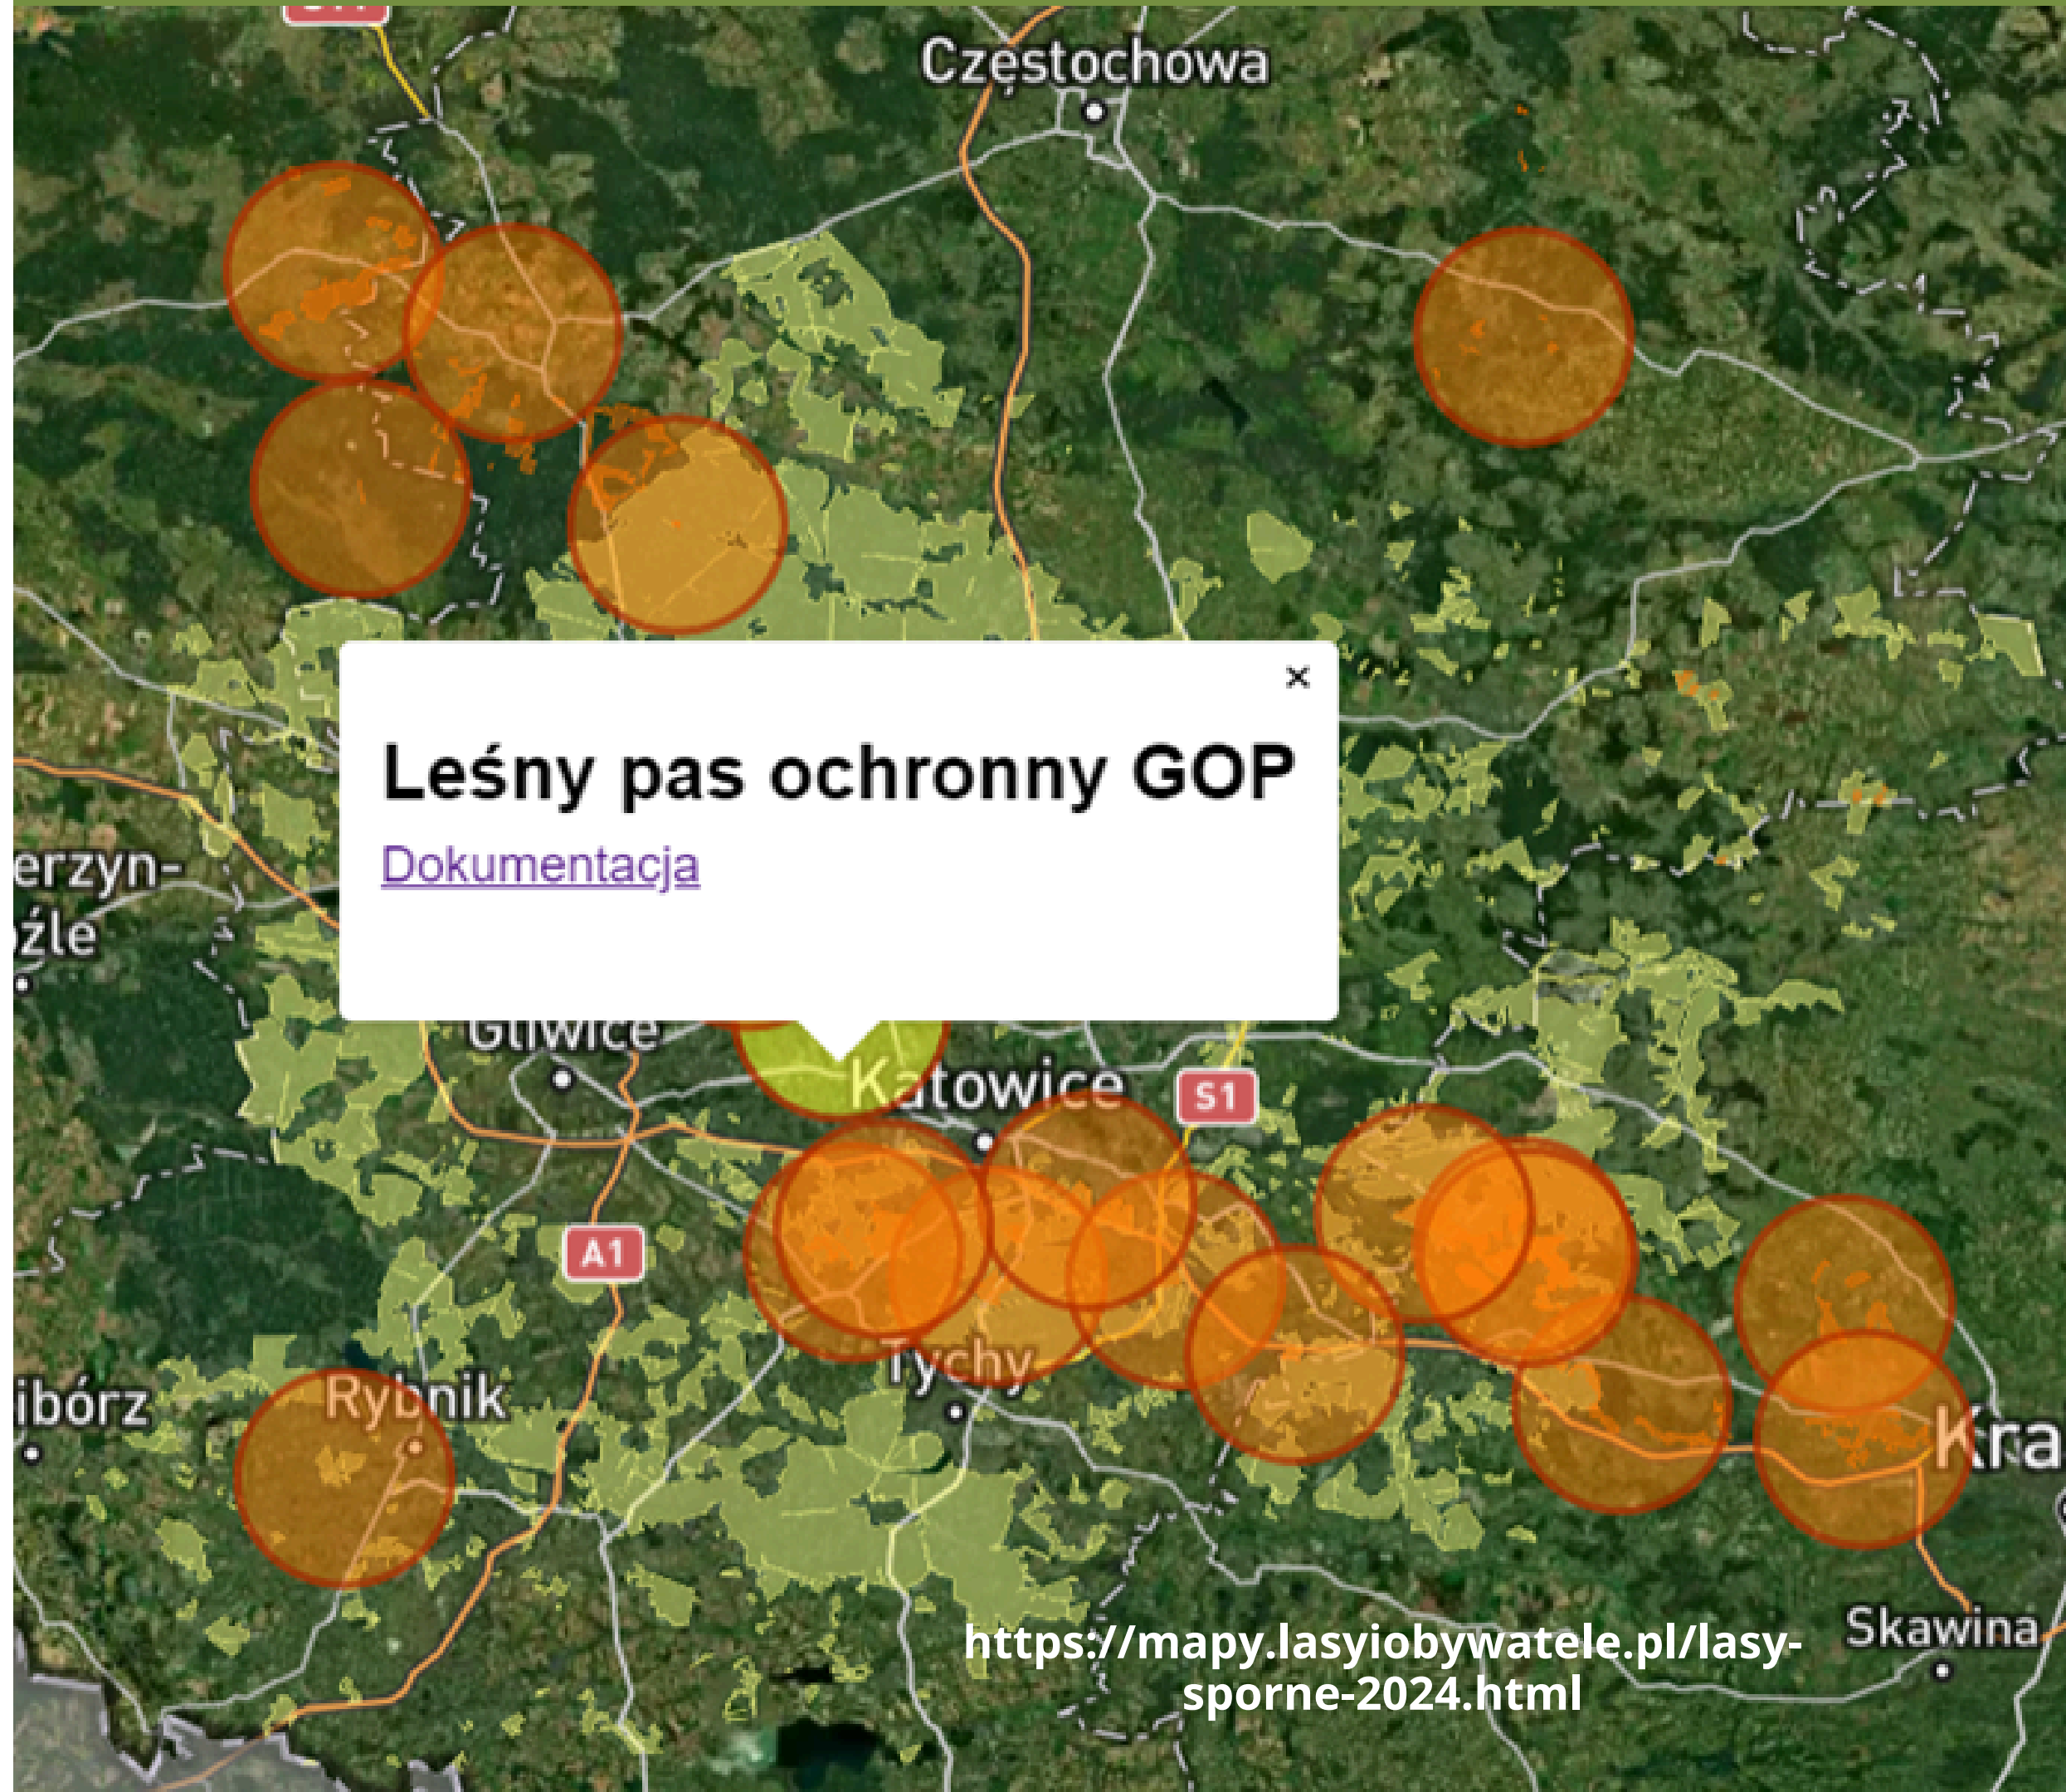 Częstochowa
×
Leśny pas ochronny GOP
Dokumentacja
Gliwice
Katowice
S1
A1
Tychy
Rybnik
Skawina
https://mapy.lasyiobywatele.pl/lasy-
sporne-2024.html